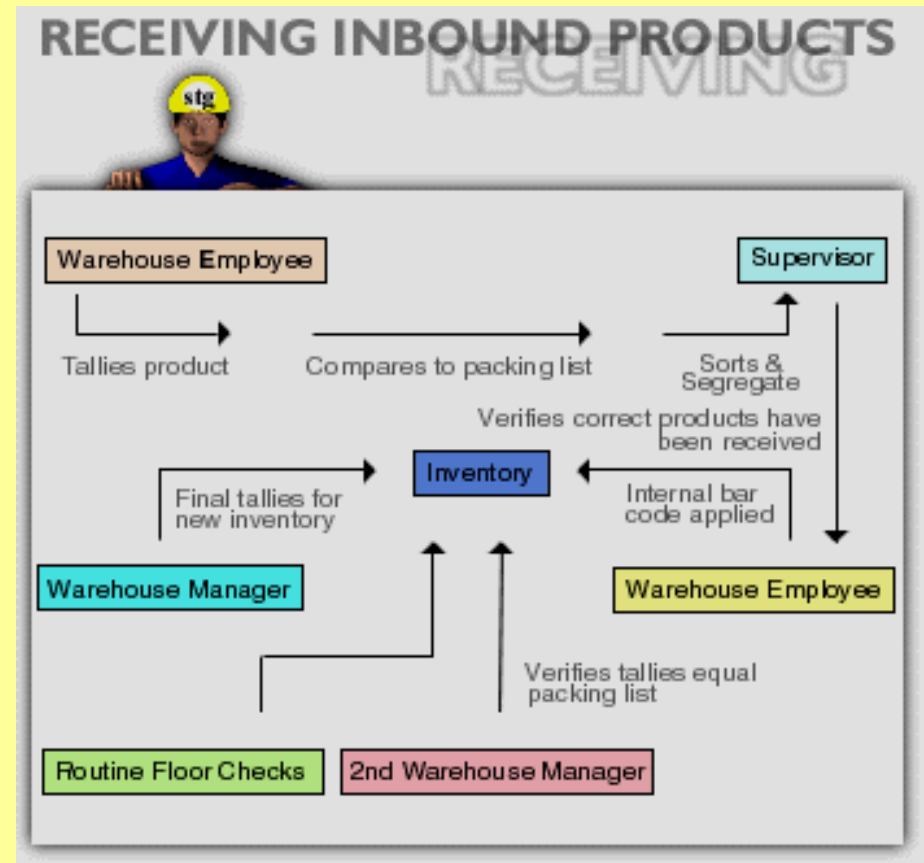 RECEIVING INBOUND PRODUCTS
RECEIVING
stg
Warehouse Employee
Supervisor
Tallies product
Compares to packing list
Sorts &
Segregate
Verifies correct products have
been received
Inventory
Final tallies for
new inventory
Internal bar
code applied
Warehouse Manager
Warehouse Employee
Verifies tallies equal
packing list
Routine Floor Checks
2nd Warehouse Manager